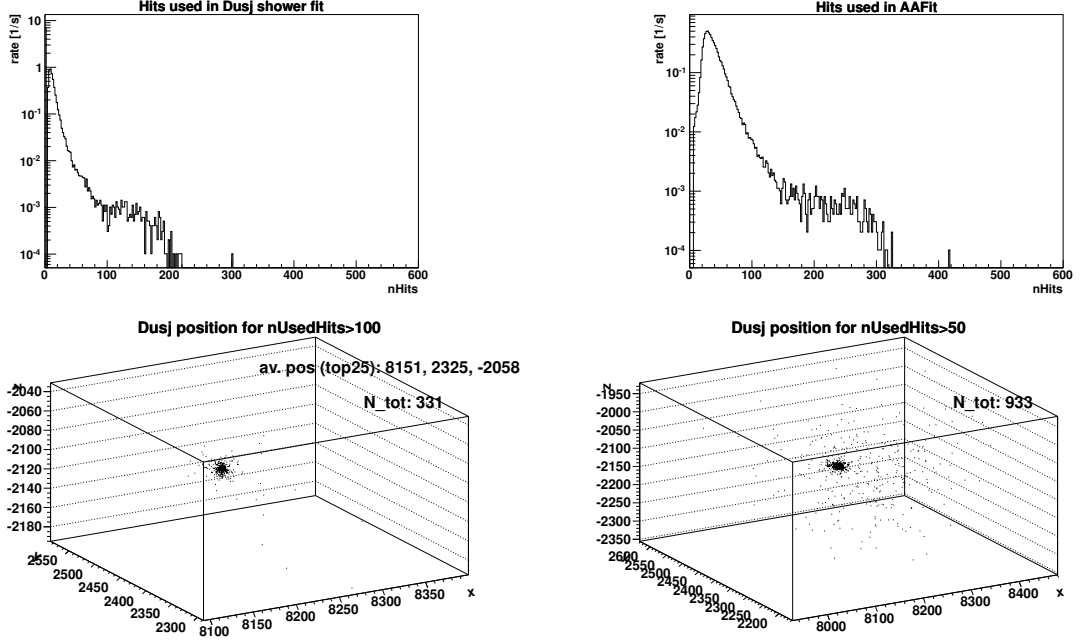 Hits used in Dusj shower fit
rate [1/s]
10
1
10-1
10-2
10-3
10-4
0 100 200 300 400 500 600
nHits
Hits used in AAFit
rate [1/s]
10-1
10-2
10-3
10-4
0 100 200 300 400 500 600
nHits
Dusj position for nUsedHits>100
av. pos (top25): 8151, 2325, -2058
N_tot: 331
-2040
-2060
-2080
-2100
-2120
-2140
-2160
-2180
2550
2500
2450
2400
2350
2300
8100 8150 8200 8250 8300 8350
x
Dusj position for nUsedHits>50
N_tot: 933
-1950
-2000
-2050
-2100
-2150
-2200
-2250
-2300
-2350
2600
2550
2500
2450
2400
2350
2300
2250
2200
8000 8100 8200 8300 8400
x